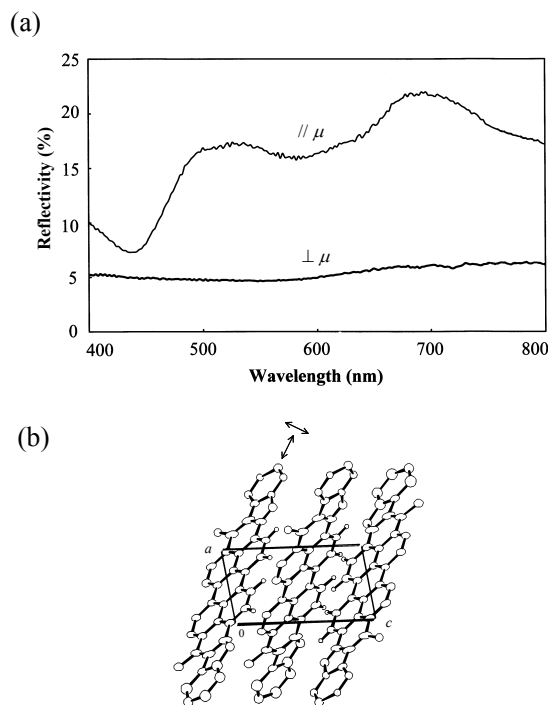 (a)
25
20
15
10
5
0
Reflectivity (%)
// μ
⊥ μ
400 500 600 700 800
Wavelength (nm)
(b)
a
0
c